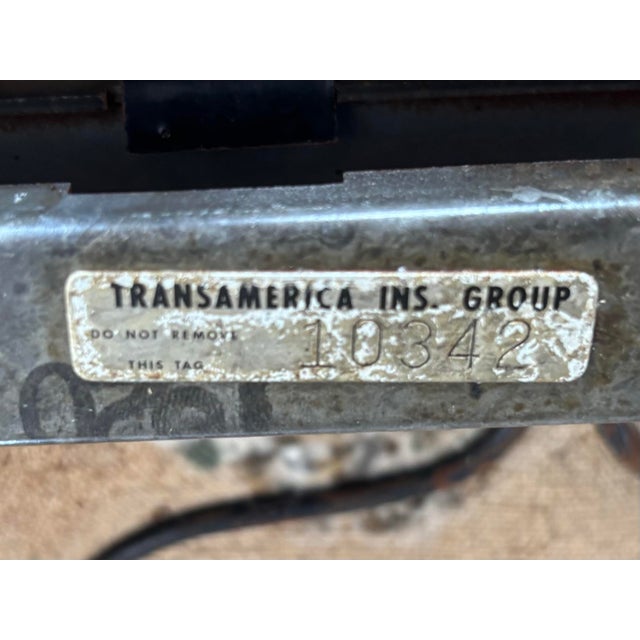 TRANSAMERICA INS. GROUP
DO NOT REMOVE
THIS TAG
10342